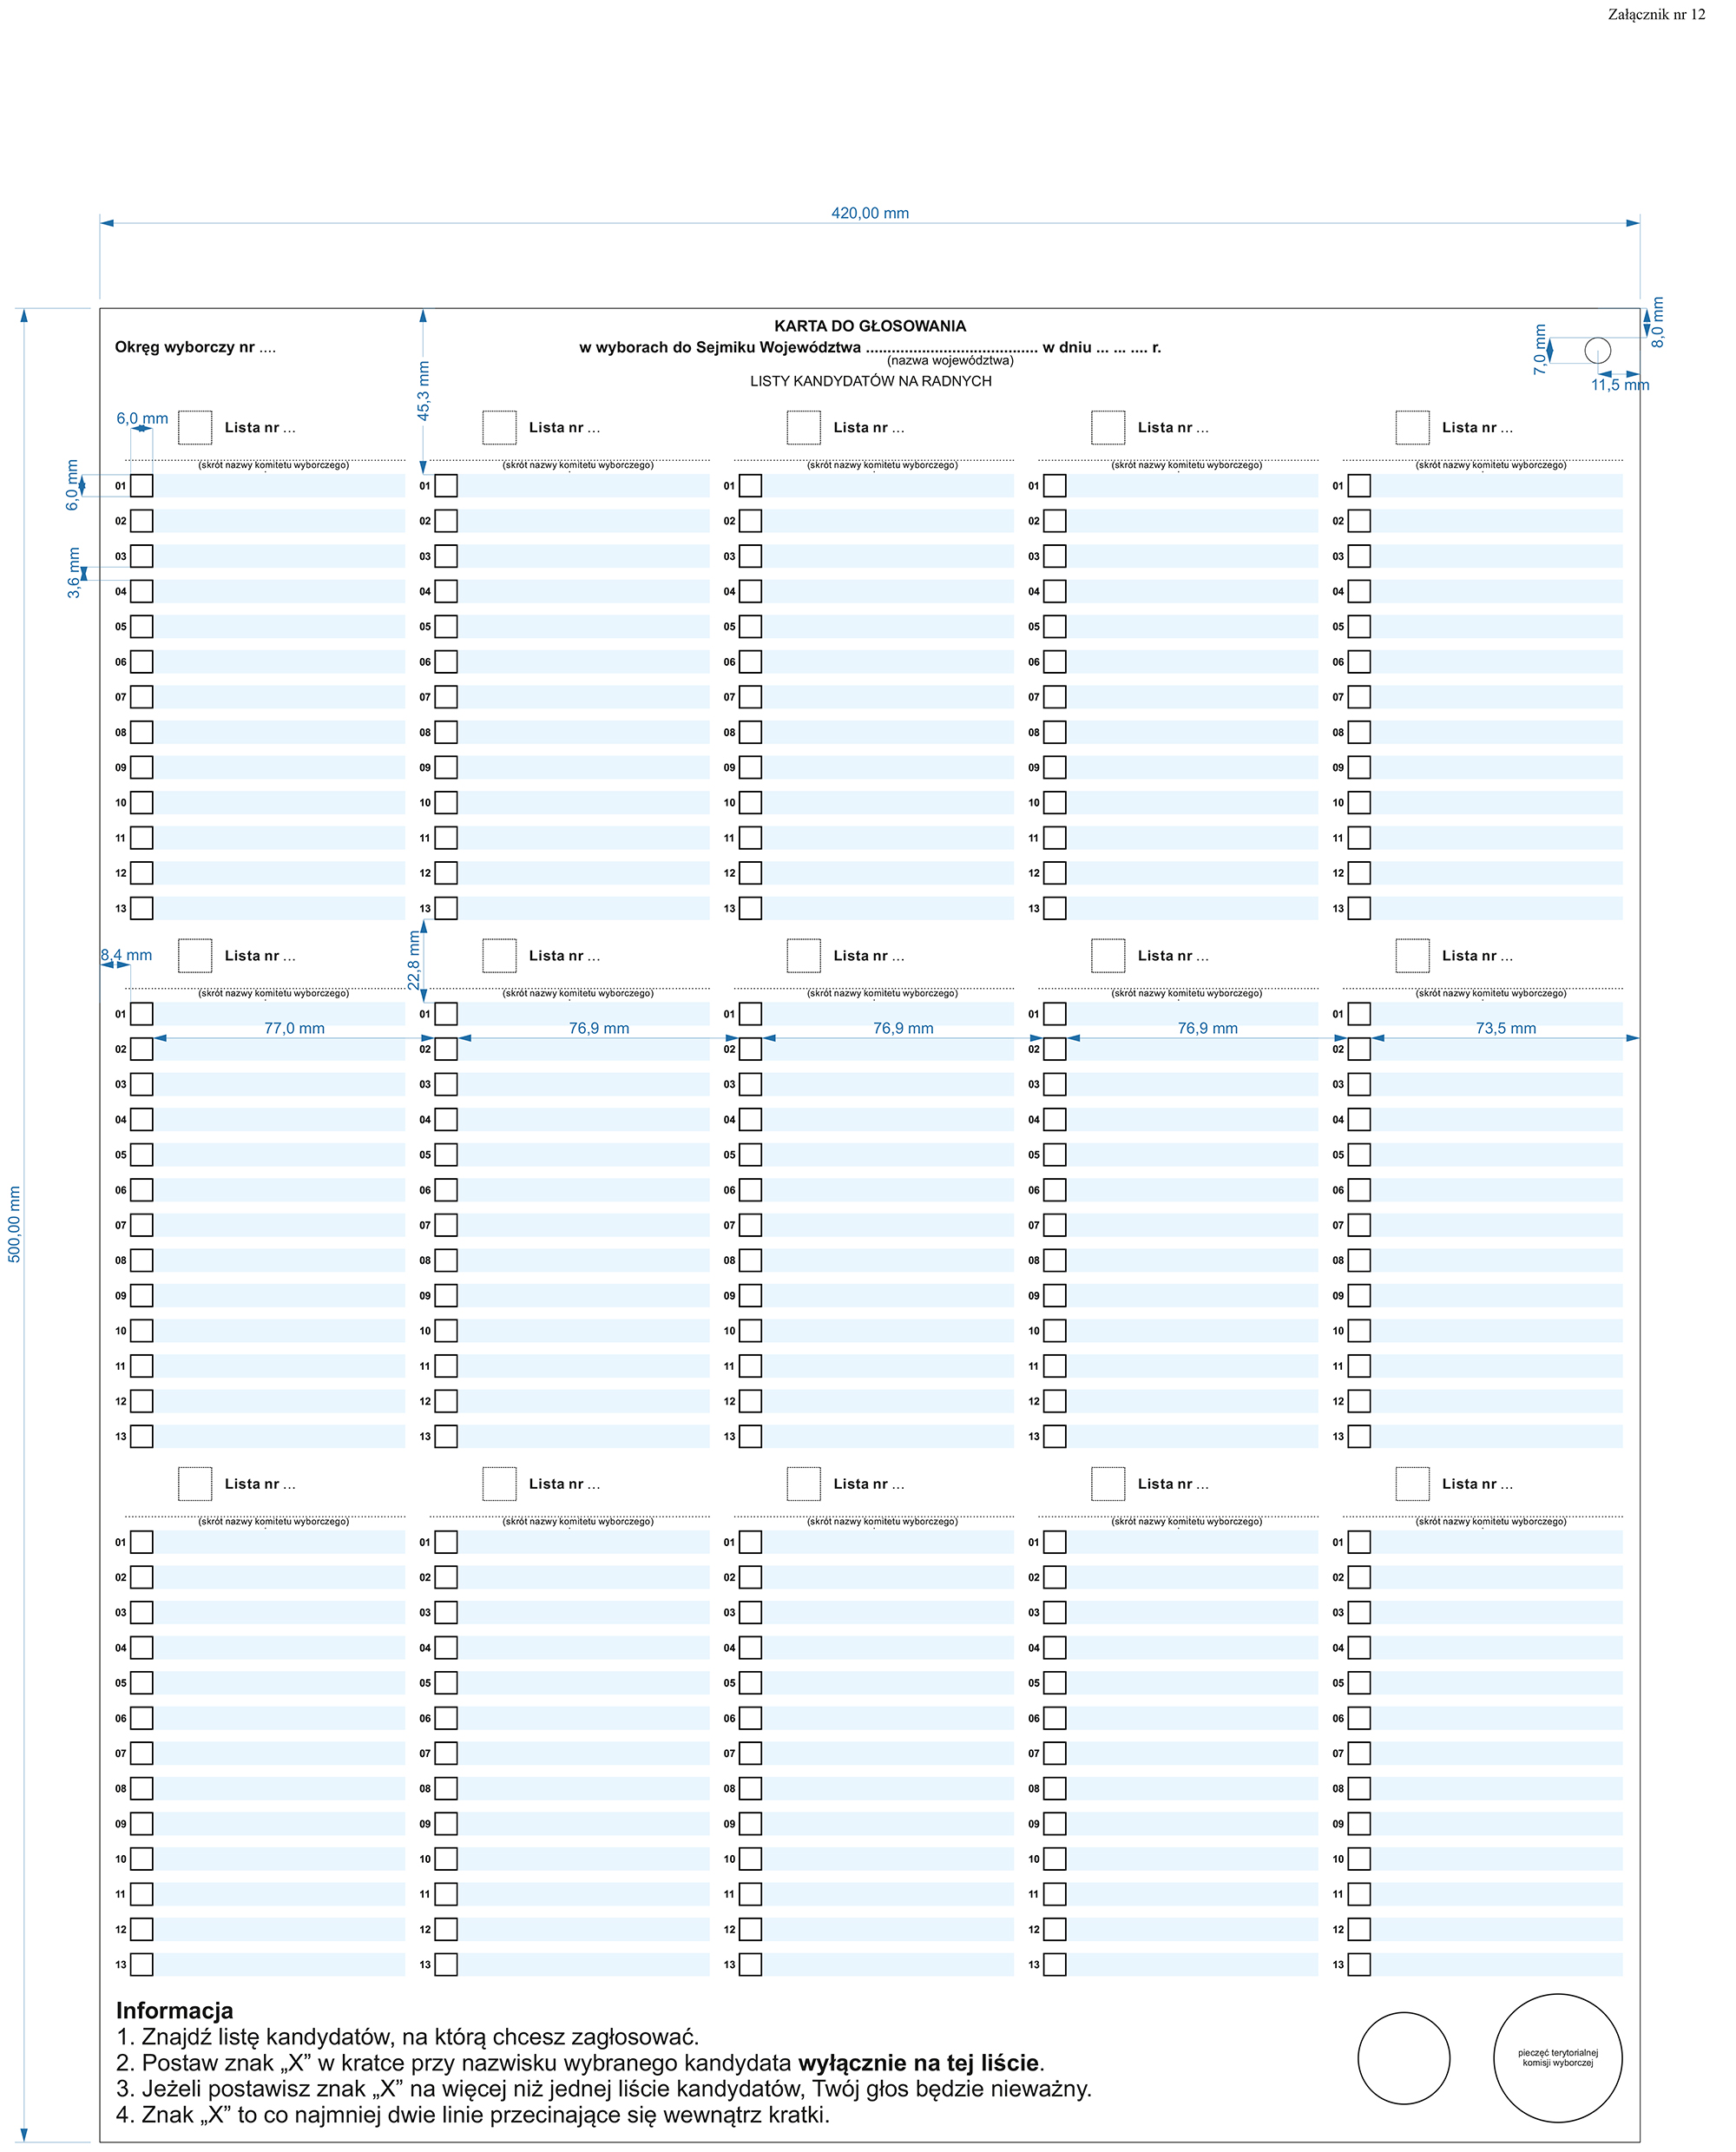 Załącznik nr 12
420,00 mm
KARTA DO GŁOSOWANIA
Okręg wyborczy nr ....
w wyborach do Sejmiku Województwa ........................................ w dniu ... ... .... r.
(nazwa województwa)
LISTY KANDYDATÓW NA RADNYCH
8,0 mm
7,0 mm
11,5 mm
45,3 mm
6,0 mm
Lista nr ... Lista nr ... Lista nr ... Lista nr ... Lista nr ...
(skrót nazwy komitetu wyborczego) (skrót nazwy komitetu wyborczego) (skrót nazwy komitetu wyborczego) (skrót nazwy komitetu wyborczego) (skrót nazwy komitetu wyborczego)
6,0 mm
01 01 01 01 01
02 02 02 02 02
03 03 03 03 03
3,6 mm
04 04 04 04 04
05 05 05 05 05
06 06 06 06 06
07 07 07 07 07
08 08 08 08 08
09 09 09 09 09
10 10 10 10 10
11 11 11 11 11
12 12 12 12 12
13 13 13 13 13
8,4 mm
22,8 mm
Lista nr ... Lista nr ... Lista nr ... Lista nr ... Lista nr ...
(skrót nazwy komitetu wyborczego) (skrót nazwy komitetu wyborczego) (skrót nazwy komitetu wyborczego) (skrót nazwy komitetu wyborczego) (skrót nazwy komitetu wyborczego)
01 01 01 01 01
77,0 mm 76,9 mm 76,9 mm 76,9 mm 73,5 mm
02 02 02 02 02
03 03 03 03 03
04 04 04 04 04
05 05 05 05 05
06 06 06 06 06
500,00 mm
07 07 07 07 07
08 08 08 08 08
09 09 09 09 09
10 10 10 10 10
11 11 11 11 11
12 12 12 12 12
13 13 13 13 13
Lista nr ... Lista nr ... Lista nr ... Lista nr ... Lista nr ...
(skrót nazwy komitetu wyborczego) (skrót nazwy komitetu wyborczego) (skrót nazwy komitetu wyborczego) (skrót nazwy komitetu wyborczego) (skrót nazwy komitetu wyborczego)
01 01 01 01 01
02 02 02 02 02
03 03 03 03 03
04 04 04 04 04
05 05 05 05 05
06 06 06 06 06
07 07 07 07 07
08 08 08 08 08
09 09 09 09 09
10 10 10 10 10
11 11 11 11 11
12 12 12 12 12
13 13 13 13 13
Informacja
1. Znajdź listę kandydatów, na którą chcesz zagłosować.
2. Postaw znak „X” w kratce przy nazwisku wybranego kandydata wyłącznie na tej liście.
3. Jeżeli postawisz znak „X” na więcej niż jednej liście kandydatów, Twój głos będzie nieważny.
4. Znak „X” to co najmniej dwie linie przecinające się wewnątrz kratki.
pieczęć terytorialnej
komisji wyborczej